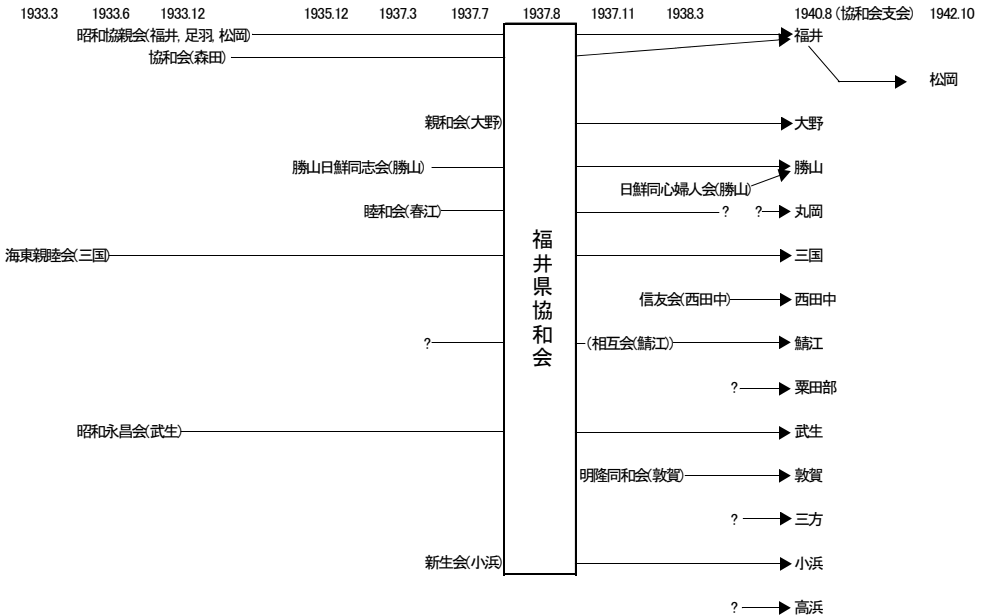 1933.3 1933.6 1933.12 1935.12 1937.3 1937.7 1937.8 1937.11 1938.3 1940.8 (協和会支会) 1942.10
昭和協親会(福井, 足羽, 松岡) 福井
協和会(森田)
松岡
親和会(大野) 大野
勝山日鮮同志会(勝山) 勝山
日鮮同心婦人会(勝山)
睦和会(春江) ? ? 丸岡
福井県協和会
海東親睦会(三国) 三国
信友会(西田中) 西田中
? (相互会(鯖江)) 鯖江
? 粟田部
昭和永昌会(武生) 武生
明隆同和会(敦賀) 敦賀
? 三方
新生会(小浜) 小浜
? 高浜